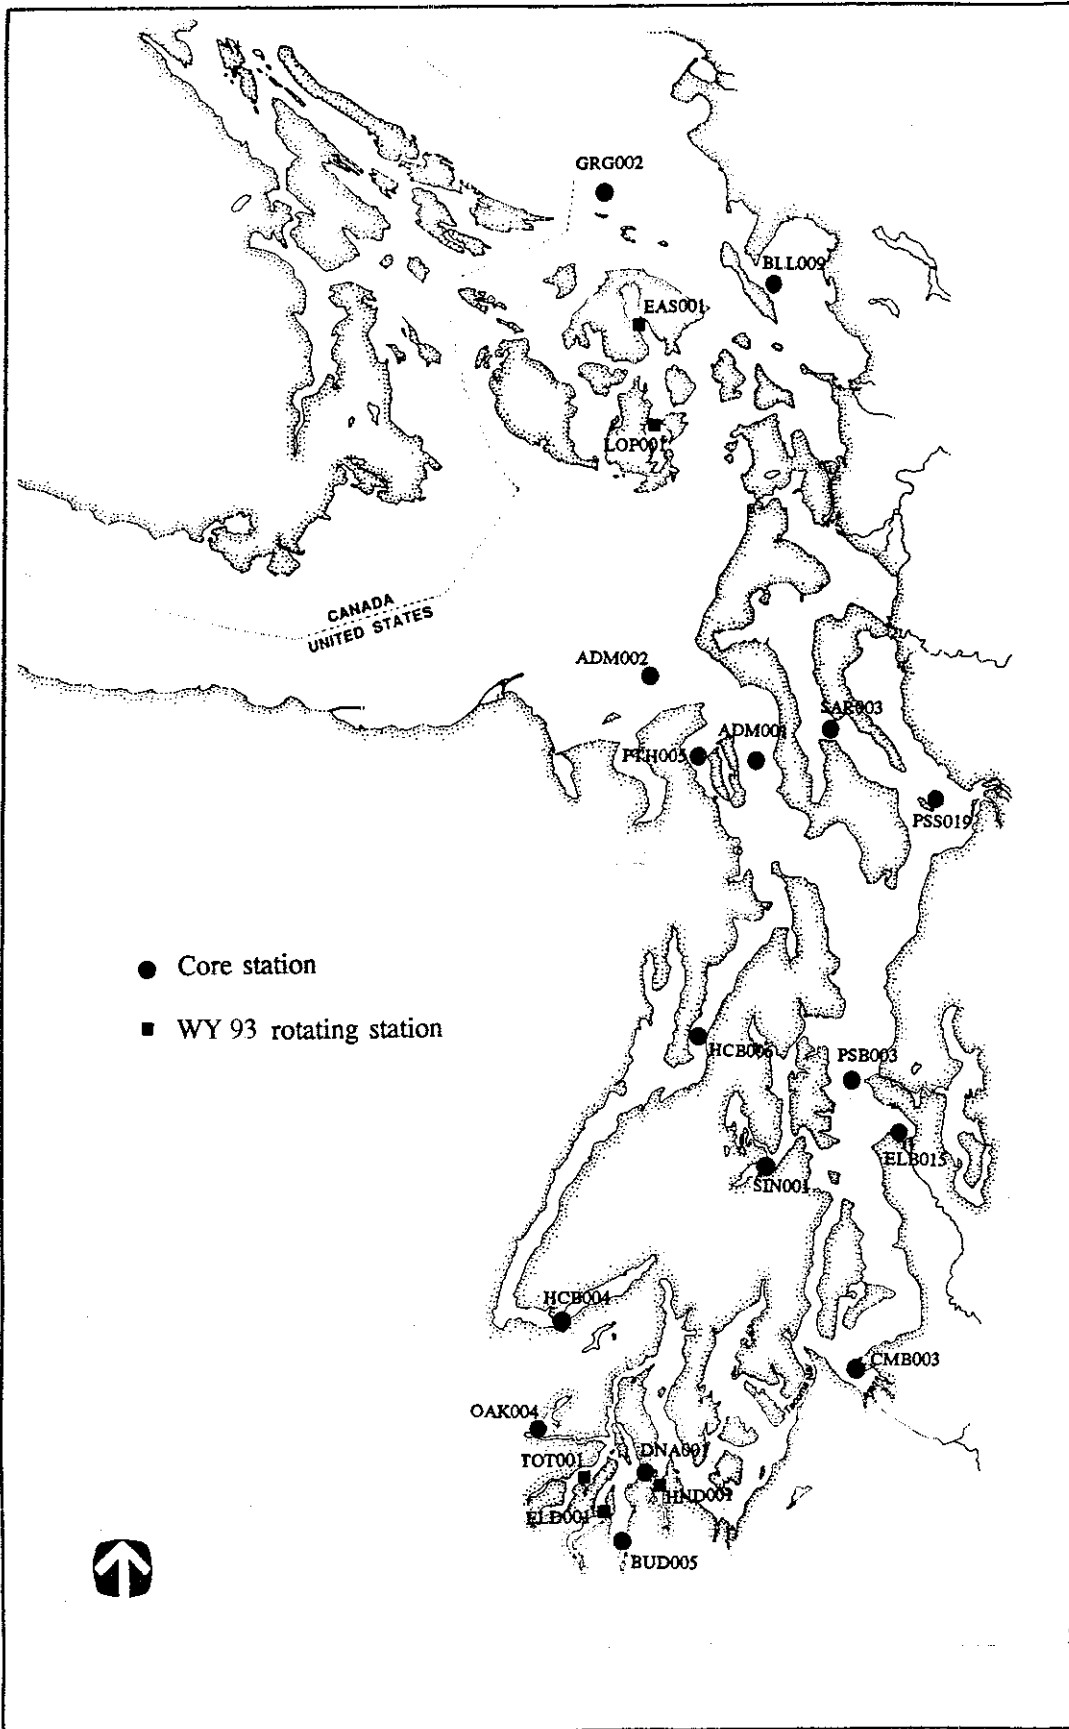 GRG002
BLL009
EAS001
LOP001
CANADA
UNITED STATES
ADM002
SAR003
ADM001
PTH005
PSS019
Core station
WY 93 rotating station
HCB006
PSB003
ELB015
SIN001
HCB004
CMB003
OAK004
DNA001
TOT001
HND001
ELD001
BUD005